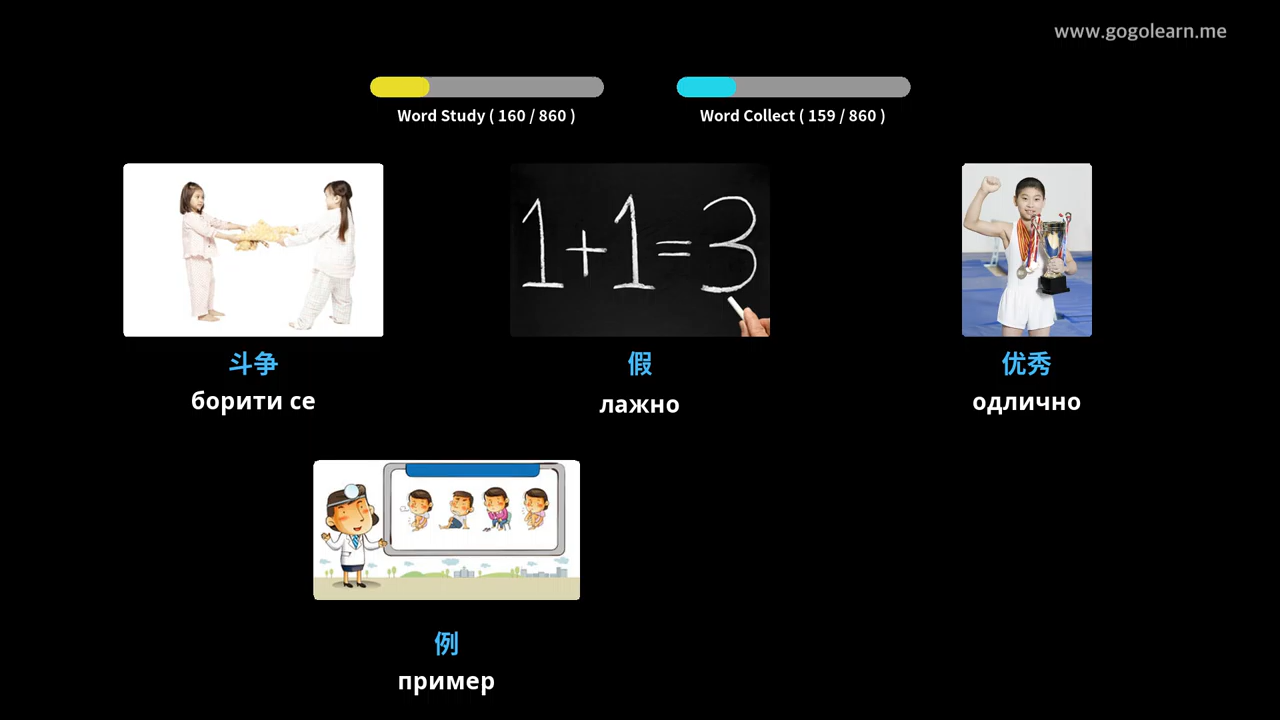 www.gogolearn.me
Word Study ( 160 / 860 )
Word Collect ( 159 / 860 )
1+1=3
斗争
假
优秀
борити се
лажно
одлично
例
пример